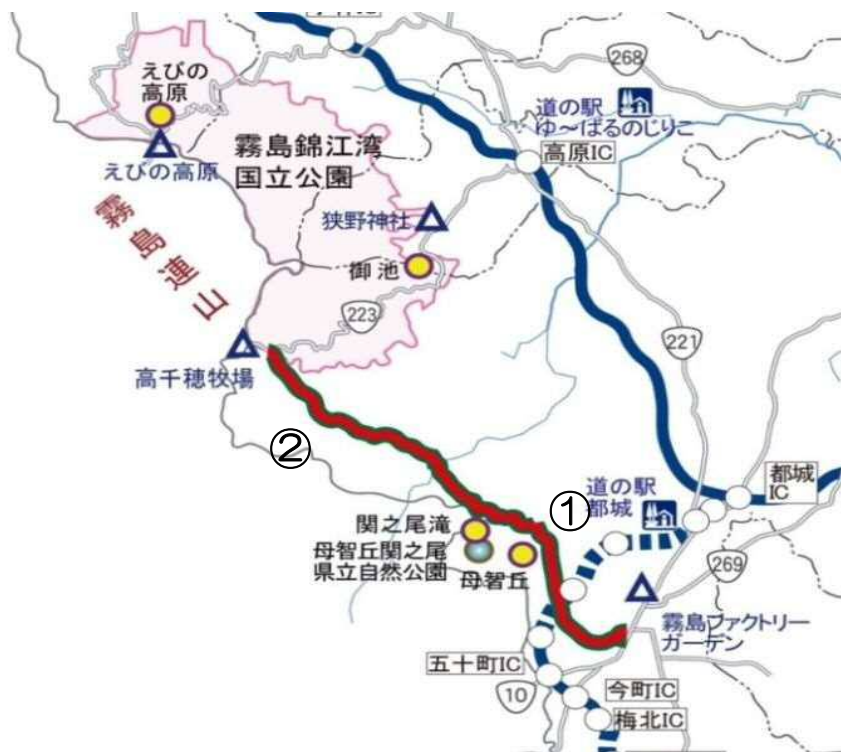 えびの
高原
えびの高原
霧島錦江湾
国立公園
霧島連山
狭野神社
御池
223
高千穂牧場
268
道の駅
ゆ～ぱるのじりこ
高原IC
221
②
①
道の駅
都城
都城
IC
関之尾滝
母智丘関之尾
県立自然公園
母智丘
269
霧島ファクトリー
ガーデン
五十町IC
10
今町IC
梅北IC